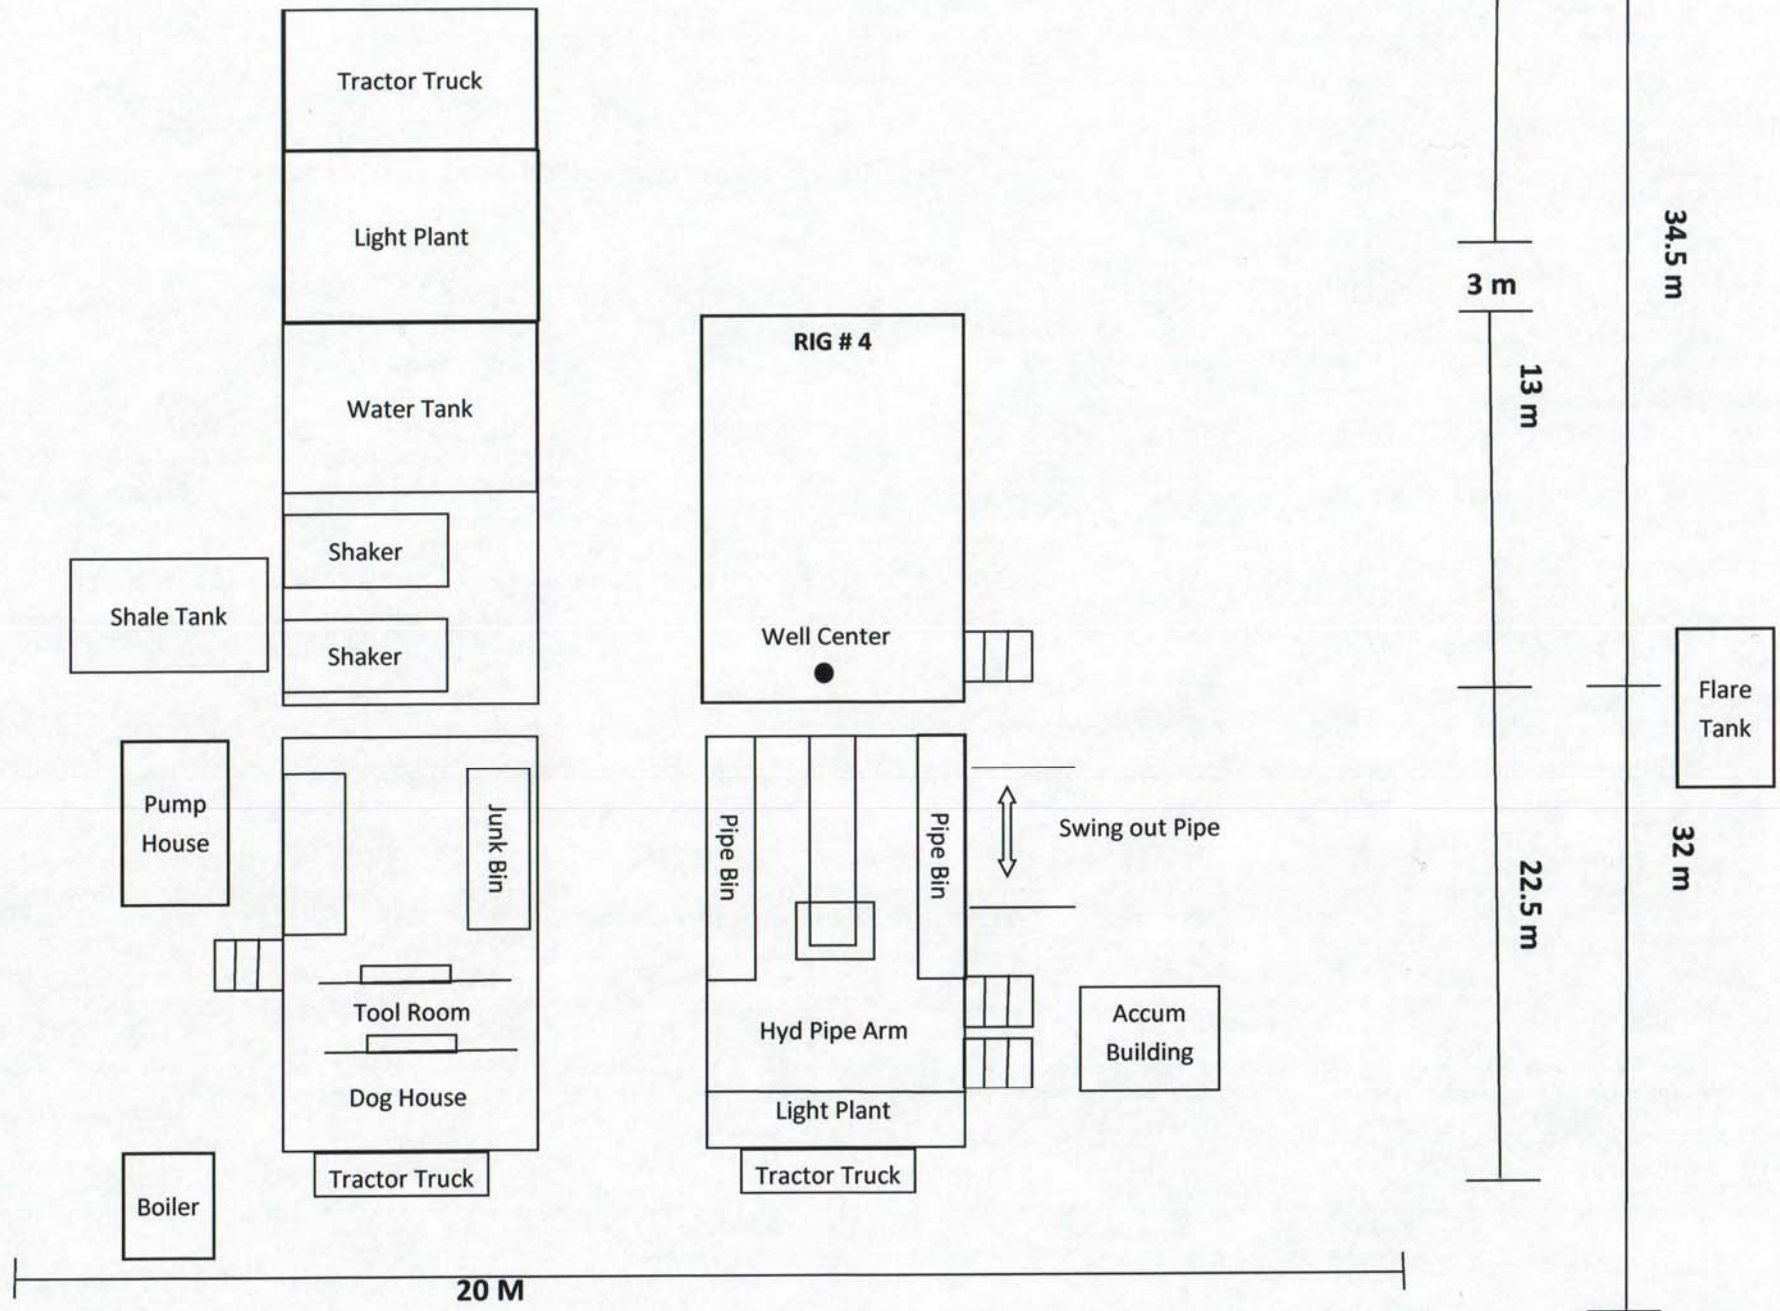 Tractor Truck
Light Plant
34.5 m
3 m
RIG # 4
13 m
Water Tank
Shaker
Shale Tank
Shaker
Well Center
Flare
Tank
Pump
House
Junk Bin
Pipe Bin
Pipe Bin
Swing out Pipe
32 m
22.5 m
Tool Room
Hyd Pipe Arm
Accum
Building
Dog House
Light Plant
Tractor Truck
Tractor Truck
Boiler
20 M